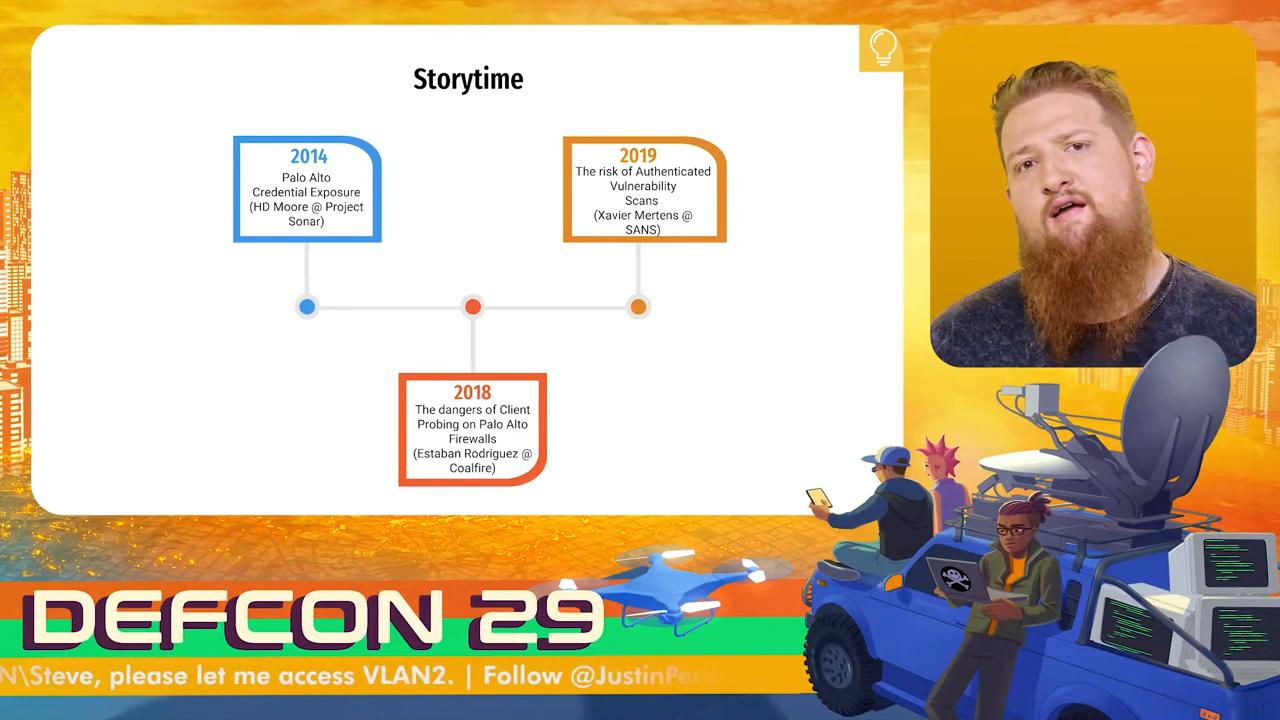 Storytime
2014
Palo Alto
Credential Exposure
(HD Moore @ Project
Sonar)
2019
The risk of Authenticated
Vulnerability
Scans
(Xavier Mertens @
SANS)
2018
The dangers of Client
Probing on Palo Alto
Firewalls
(Estaban Rodriguez @
Coalfire)
DEFCON 29
N\Steve, please let me access VLAN2. | Follow